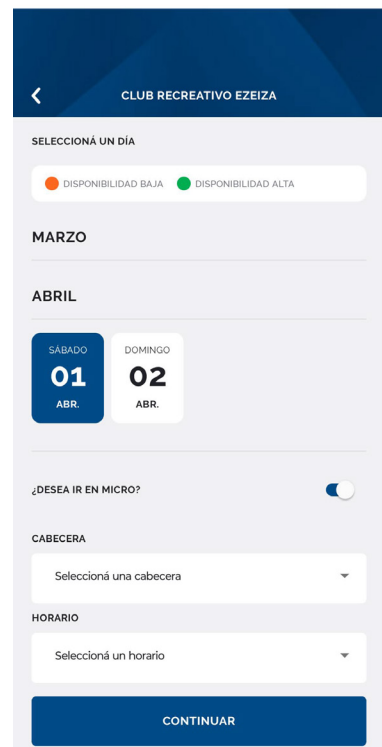 CLUB RECREATIVO EZEIZA
SELECCIONÁ UN DÍA
DISPONIBILIDAD BAJA DISPONIBILIDAD ALTA
MARZO
ABRIL
SÁBADO DOMINGO
01 02
ABR. ABR.
¿DESEA IR EN MICRO?
CABECERA
Seleccioná una cabecera
HORARIO
Seleccioná un horario
CONTINUAR